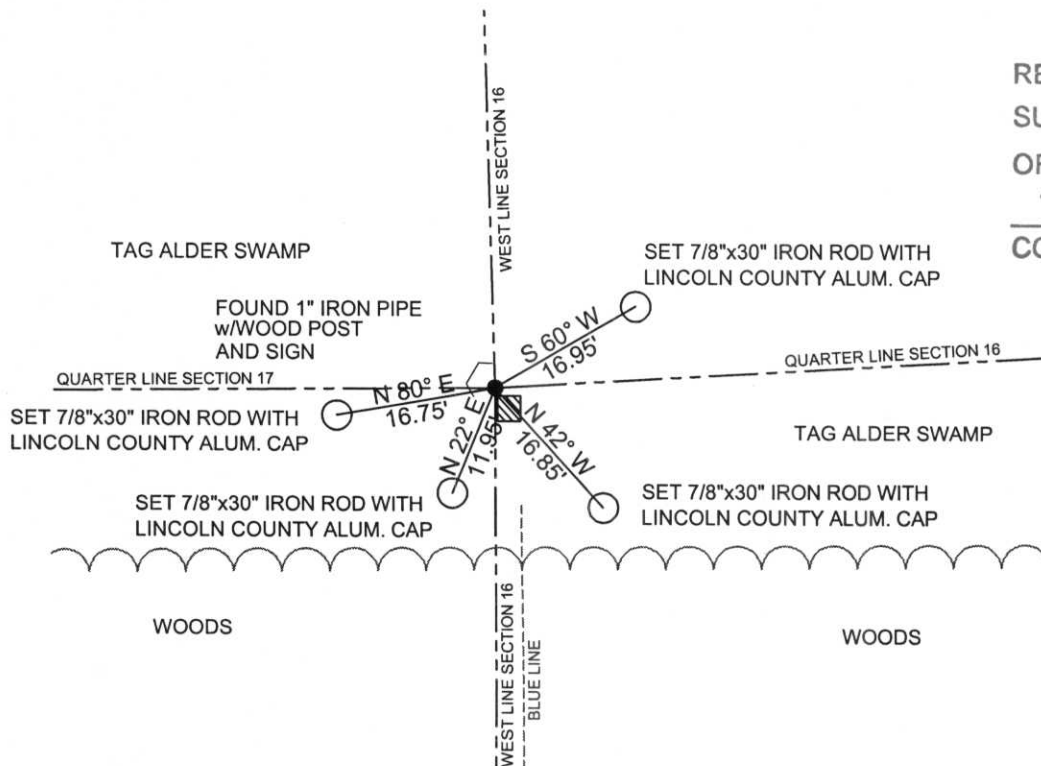 WEST LINE SECTION 16
RE
SU
OF
CO
TAG ALDER SWAMP
SET 7/8"x30" IRON ROD WITH
LINCOLN COUNTY ALUM. CAP
FOUND 1" IRON PIPE
w/WOOD POST
AND SIGN
S 60° W
16.95'
QUARTER LINE SECTION 17
QUARTER LINE SECTION 16
N 80° E
16.75'
SET 7/8"x30" IRON ROD WITH
LINCOLN COUNTY ALUM. CAP
N 22° E
11.95'
N 42° W
16.85'
TAG ALDER SWAMP
SET 7/8"x30" IRON ROD WITH
LINCOLN COUNTY ALUM. CAP
SET 7/8"x30" IRON ROD WITH
LINCOLN COUNTY ALUM. CAP
WOODS
WOODS
WEST LINE SECTION 16
BLUE LINE